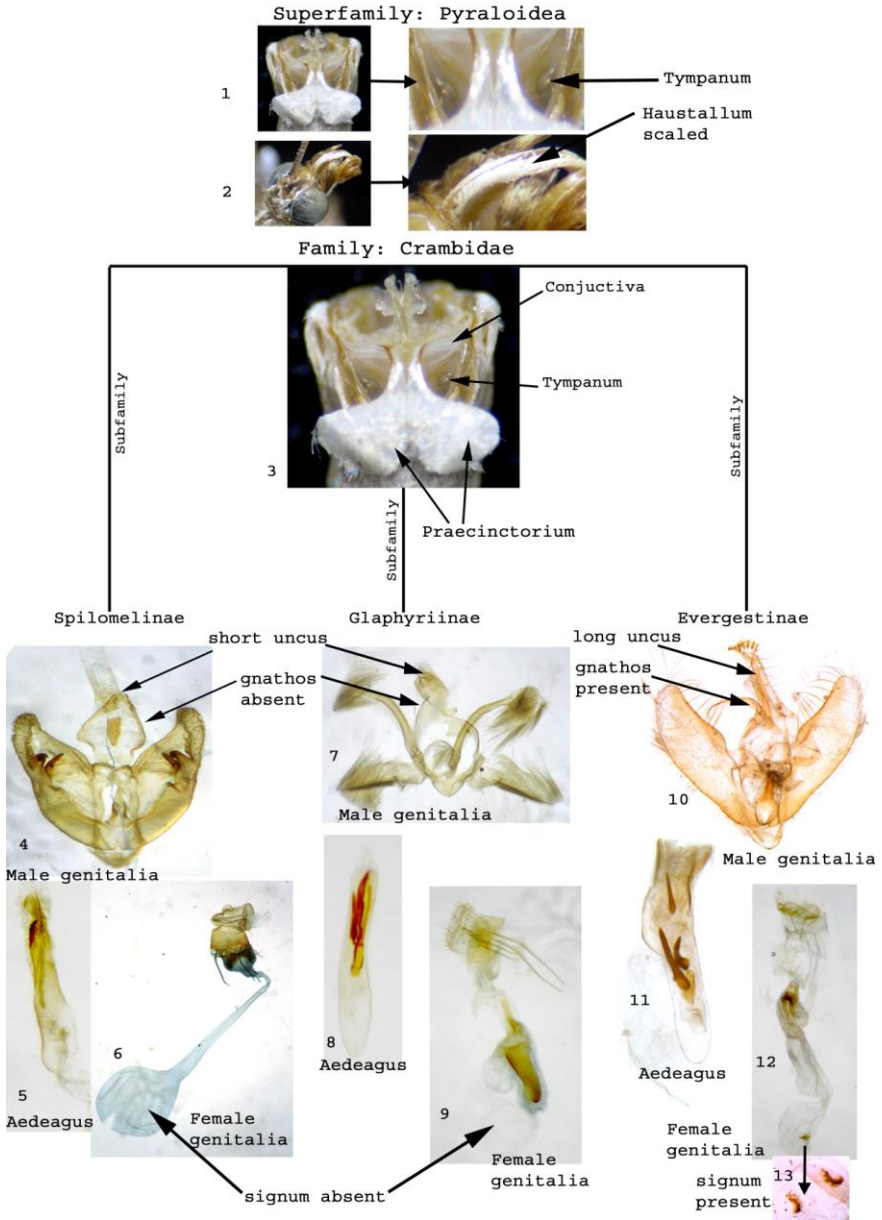 Superfamily: Pyraloidea
1
Tympanum
Haustallum
scaled
2
Family: Crambidae
Conjuctiva
Tympanum
3
Praecinctorium
Subfamily
Subfamily
Subfamily
Spilomelinae
Glaphyriinae
Evergestinae
short uncus
gnathos
absent
long uncus
gnathos
present
4
Male genitalia
7
Male genitalia
10
Male genitalia
5
Aedeagus
6
Female
genitalia
8
Aedeagus
9
Female
genitalia
11
Aedeagus
12
Female
genitalia
signum absent
13
signum
present